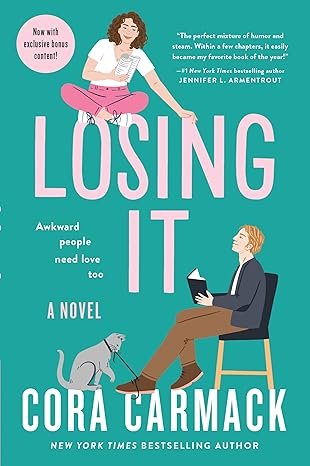 Now with
exclusive bonus
content!
"The perfect mixture of humor and
steam. Within a few chapters, it easily
became my favorite book of the year!"
—#1 New York Times bestselling author
JENNIFER L. ARMENTROUT
LOSING
IT
Awkward
people
need love
too
A NOVEL
CORA CARMACK
NEW YORK TIMES BESTSELLING AUTHOR